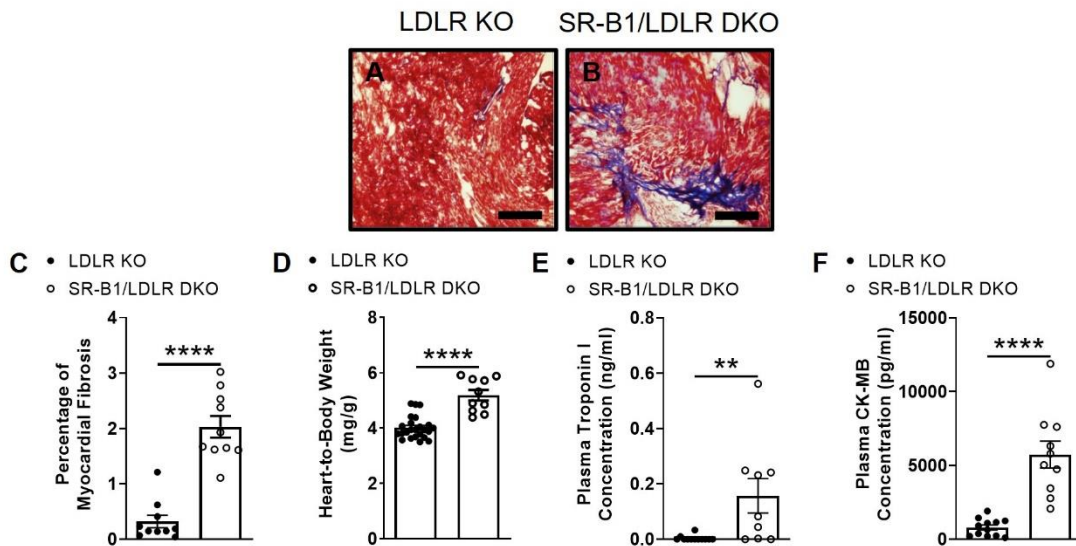 LDLR KO SR-B1/LDLR DKO
A B
C D E F
LDLR KO LDLR KO LDLR KO LDLR KO
SR-B1/LDLR DKO SR-B1/LDLR DKO SR-B1/LDLR DKO SR-B1/LDLR DKO
Percentage of
Myocardial Fibrosis
4
3
2
1
0
****
Heart-to-Body Weight
(mg/g)
8
6
4
2
0
****
Plasma Troponin I
Concentration (ng/ml)
0.8
0.6
0.4
0.2
0.0
**
Plasma CK-MB
Concentration (pg/ml)
15000
10000
5000
0
****